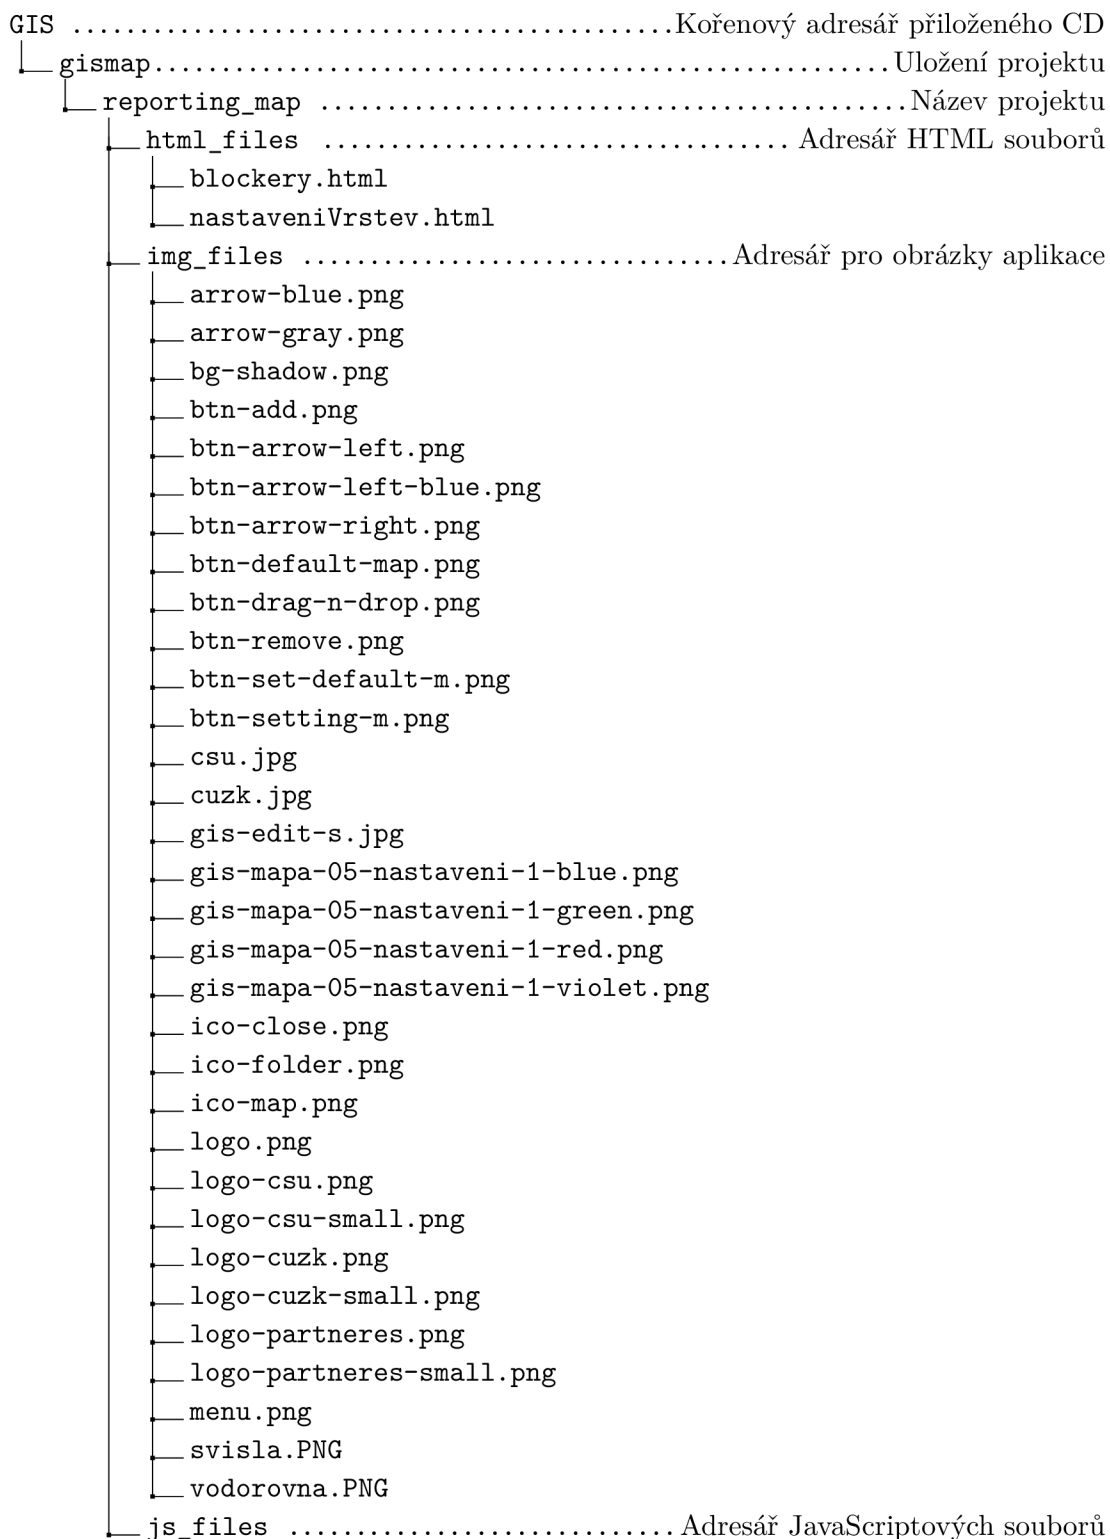 GIS ........................................ Kořenový adresář přiloženého CD
gismap ................................................ Uložení projektu
reporting_map ....................................... Název projektu
html_files ............................... Adresář HTML souborů
blockery.html
nastaveniVrstev.html
img_files ............................ Adresář pro obrázky aplikace
arrow-blue.png
arrow-gray.png
bg-shadow.png
btn-add.png
btn-arrow-left.png
btn-arrow-left-blue.png
btn-arrow-right.png
btn-default-map.png
btn-drag-n-drop.png
btn-remove.png
btn-set-default-m.png
btn-setting-m.png
csu.jpg
cuzk.jpg
gis-edit-s.jpg
gis-mapa-05-nastaveni-1-blue.png
gis-mapa-05-nastaveni-1-green.png
gis-mapa-05-nastaveni-1-red.png
gis-mapa-05-nastaveni-1-violet.png
ico-close.png
ico-folder.png
ico-map.png
logo.png
logo-csu.png
logo-csu-small.png
logo-cuzk.png
logo-cuzk-small.png
logo-partneres.png
logo-partneres-small.png
menu.png
svisla.PNG
vodorovna.PNG
js_files .......................... Adresář JavaScriptových souborů